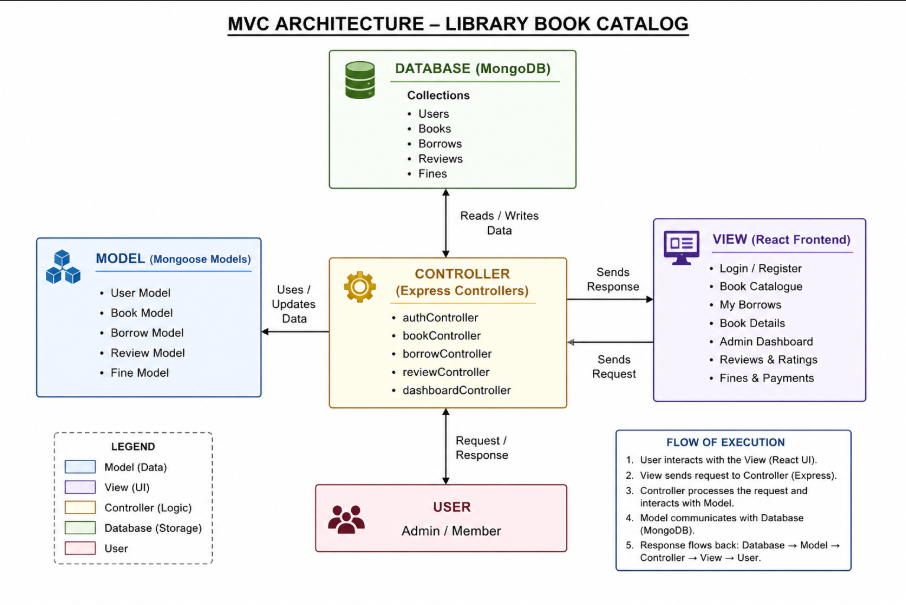 MVC ARCHITECTURE – LIBRARY BOOK CATALOG
DATABASE (MongoDB)
Collections
• Users
• Books
• Borrows
• Reviews
• Fines
Reads / Writes
Data
MODEL (Mongoose Models)
• User Model
• Book Model
• Borrow Model
• Review Model
• Fine Model
Uses /
Updates
Data
CONTROLLER
(Express Controllers)
• authController
• bookController
• borrowController
• reviewController
• dashboardController
Sends
Response
Sends
Request
VIEW (React Frontend)
• Login / Register
• Book Catalogue
• My Borrows
• Book Details
• Admin Dashboard
• Reviews & Ratings
• Fines & Payments
Request /
Response
USER
Admin / Member
LEGEND
Model (Data)
View (UI)
Controller (Logic)
Database (Storage)
User
FLOW OF EXECUTION
1. User interacts with the View (React UI).
2. View sends request to Controller (Express).
3. Controller processes the request and
interacts with Model.
4. Model communicates with Database
(MongoDB).
5. Response flows back: Database → Model →
Controller → View → User.